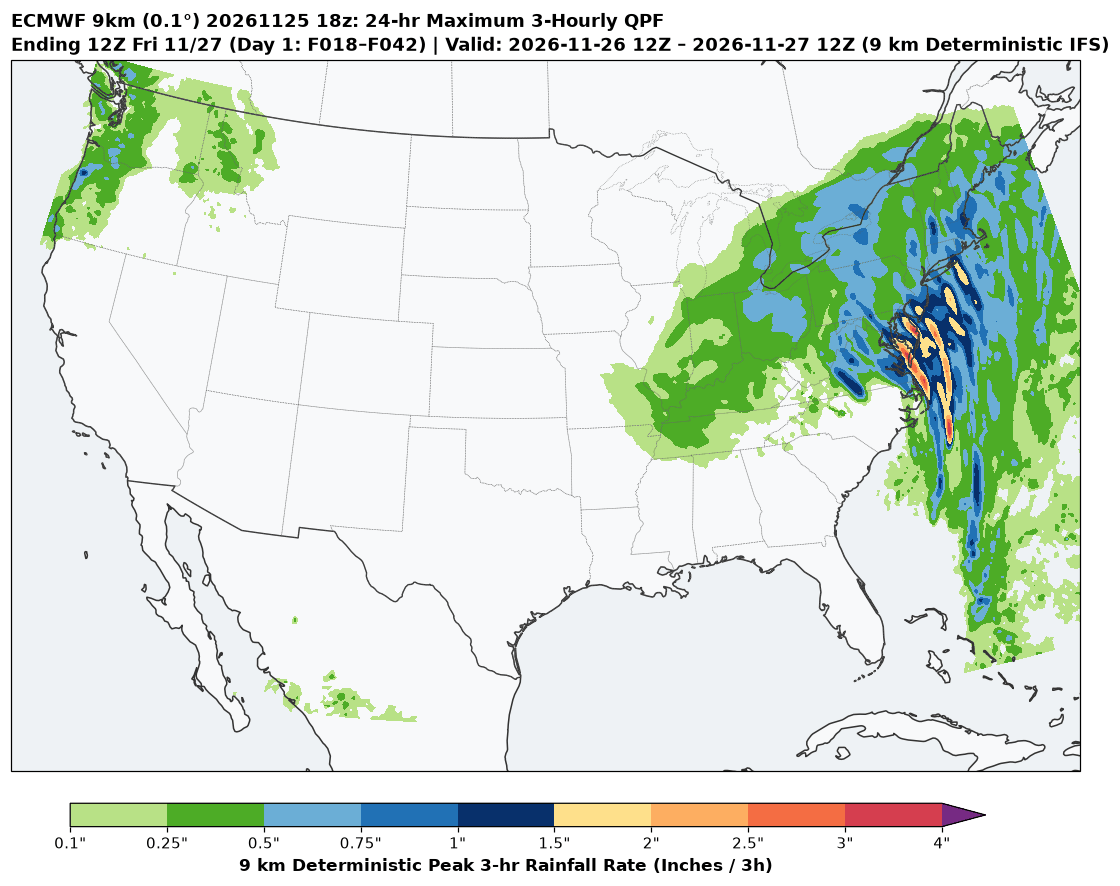 ECMWF 9km (0.1°) 20261125 18z: 24-hr Maximum 3-Hourly QPF
Ending 12Z Fri 11/27 (Day 1: F018–F042) | Valid: 2026-11-26 12Z – 2026-11-27 12Z (9 km Deterministic IFS)
0.1" 0.25" 0.5" 0.75" 1" 1.5" 2" 2.5" 3" 4"
9 km Deterministic Peak 3-hr Rainfall Rate (Inches / 3h)